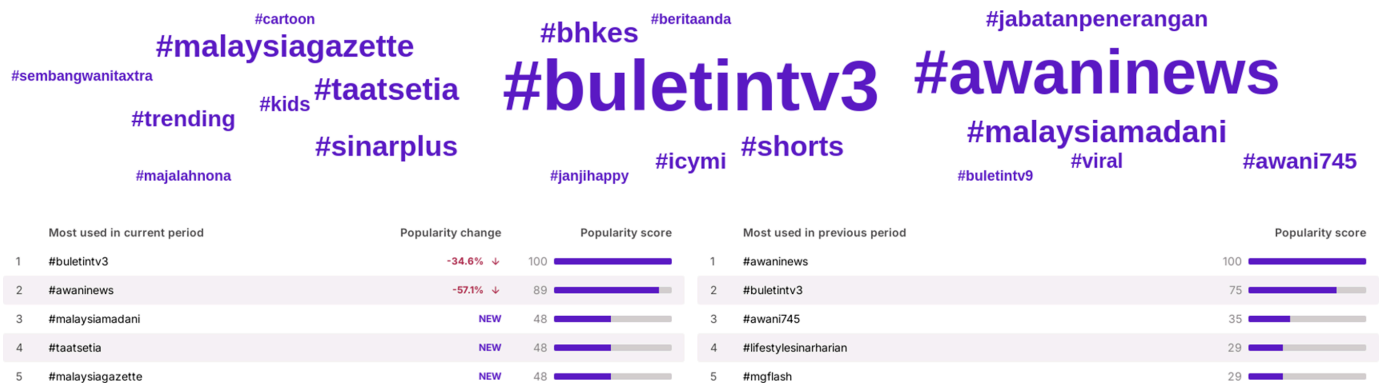 #cartoon
#malaysiagazette
#sembangwanitaxtra
#taatsetia
#kids
#trending
#sinarplus
#majalahnona
#bhkes
#beritaanda
#buletintv3
#shorts
#icymi
#janjihappy
#jabatanpenerangan
#awaninews
#malaysiamadani
#viral
#awani745
#buletintv9
Most used in current period Popularity change Popularity score
1 #buletintv3 -34.6% ↓ 100
2 #awaninews -57.1% ↓ 89
3 #malaysiamadani NEW 48
4 #taatsetia NEW 48
5 #malaysiagazette NEW 48
Most used in previous period Popularity score
1 #awaninews 100
2 #buletintv3 75
3 #awani745 35
4 #lifestylesinarharian 29
5 #mgflash 29